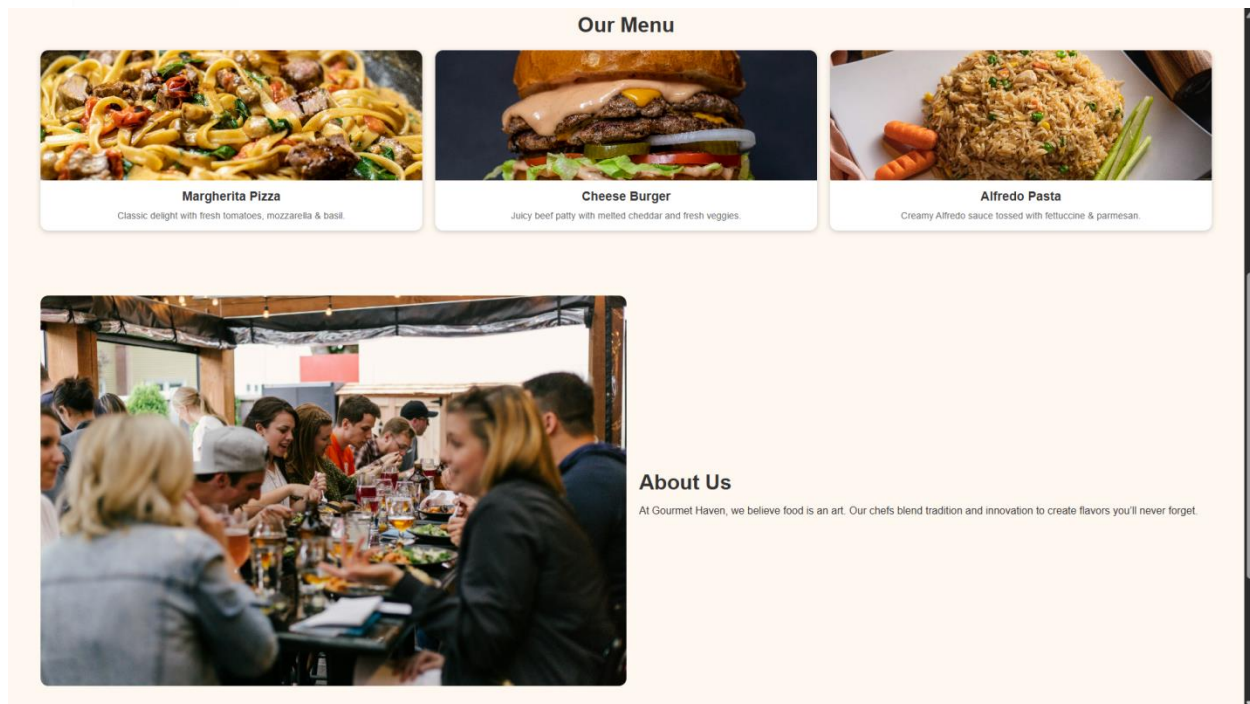 Our Menu
Margherita Pizza
Classic delight with fresh tomatoes, mozzarella & basil.
Cheese Burger
Juicy beef patty with melted cheddar and fresh veggies.
Alfredo Pasta
Creamy Alfredo sauce tossed with fettuccine & parmesan.
About Us
At Gourmet Haven, we believe food is an art. Our chefs blend tradition and innovation to create flavors you’ll never forget.